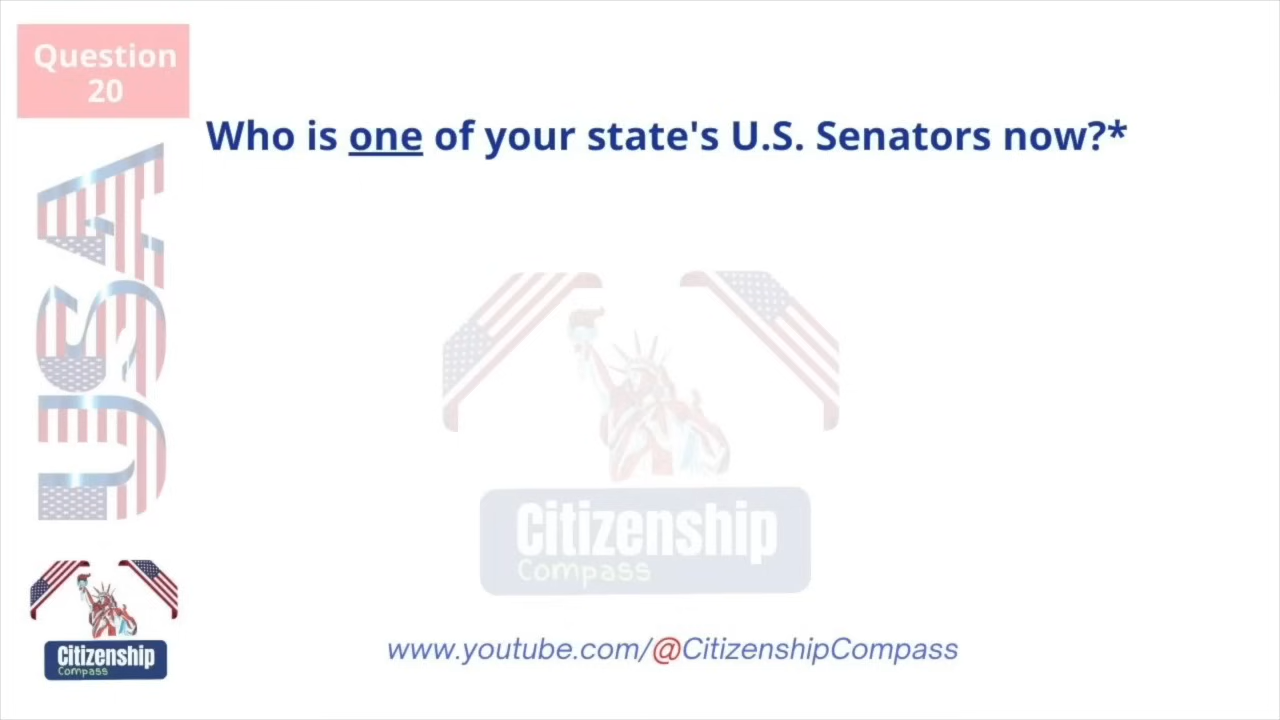 Question
20
Who is one of your state's U.S. Senators now?*
USA
Citizenship
Compass
Citizenship
Compass
www.youtube.com/@CitizenshipCompass